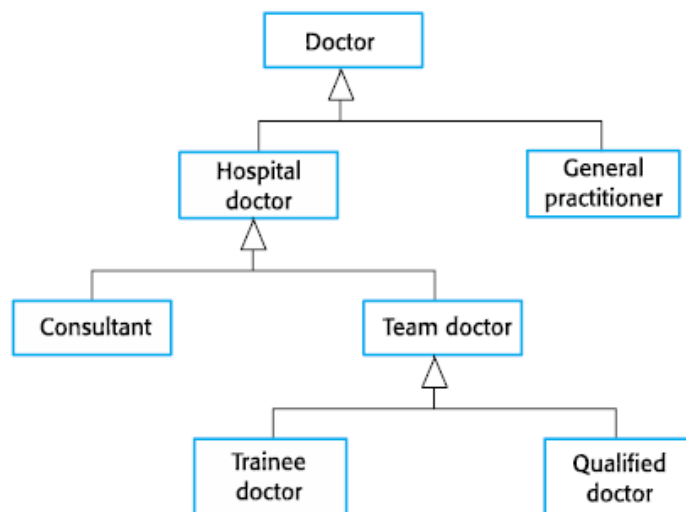 Doctor
Hospital
doctor
General
practitioner
Consultant
Team doctor
Trainee
doctor
Qualified
doctor